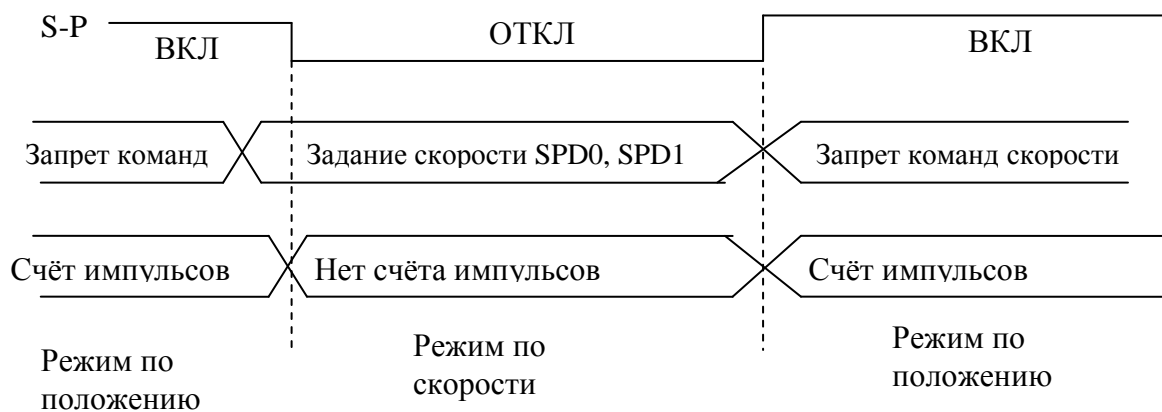 S-P
ВКЛ
ОТКЛ
ВКЛ
Запрет команд
Задание скорости SPD0, SPD1
Запрет команд скорости
Счёт импульсов
Нет счёта импульсов
Счёт импульсов
Режим по
положению
Режим по
скорости
Режим по
положению